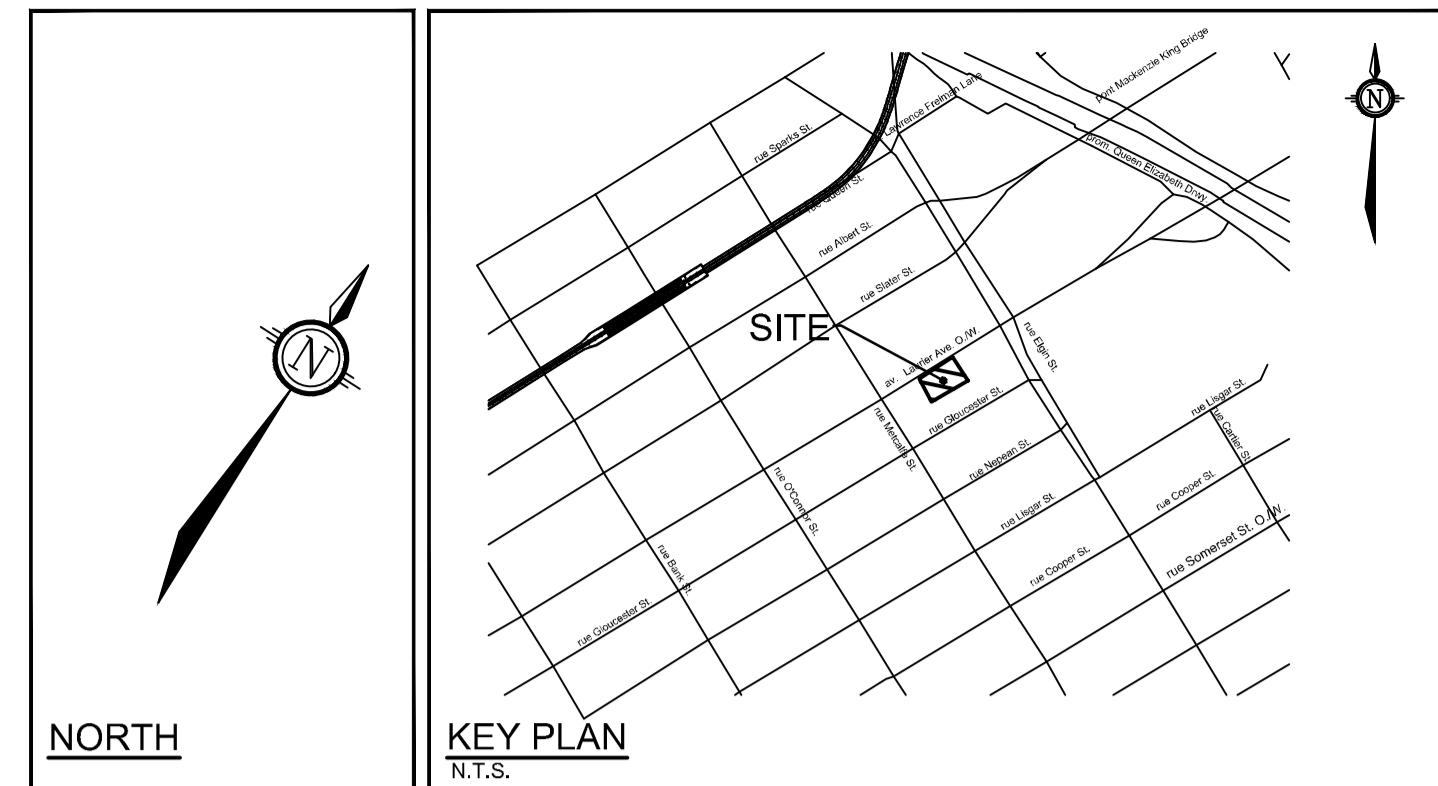 N
NORTH
pont Mackenzie King Bridge
N
Lawrence Freiman Lane
rue Sparks St.
prom. Queen Elizabeth Drwy.
rue Queen St.
rue Albert St.
rue Slater St.
SITE
av. Laurier Ave. O./W.
rue Elgin St.
rue Gloucester St.
rue Metcalfe St.
rue Lisgar St.
rue Cartier St.
rue Nepean St.
rue O'Connor St.
rue Lisgar St.
rue Cooper St.
rue Somerset St. O./W.
rue Bank St.
rue Cooper St.
rue Gloucester St.
KEY PLAN
N.T.S.